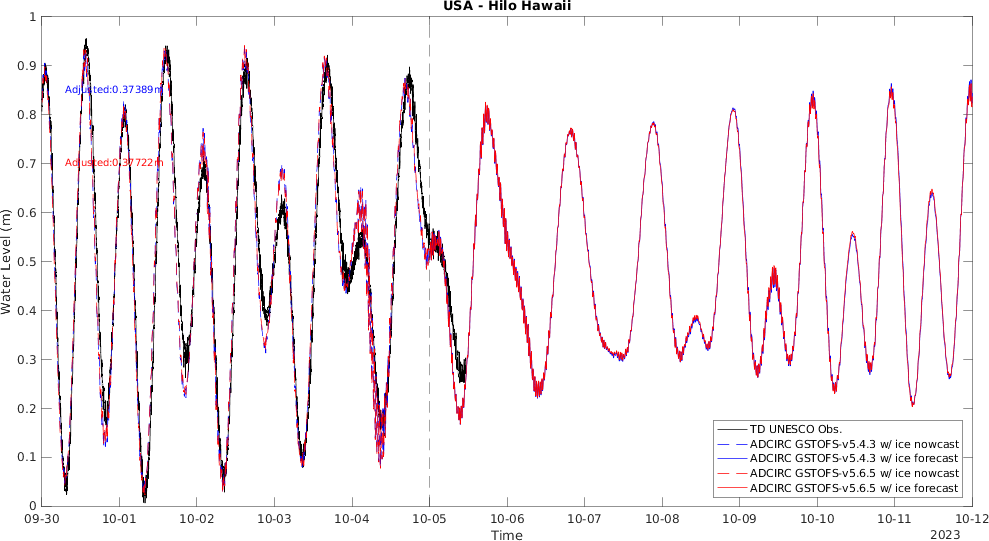 USA - Hilo Hawaii
1
0.9
0.8
0.7
0.6
0.5
0.4
0.3
0.2
0.1
0
Water Level (m)
Adjusted:0.37389m
Adjusted:0.37722m
TD UNESCO Obs.
ADCIRC GSTOFS-v5.4.3 w/ ice nowcast
ADCIRC GSTOFS-v5.4.3 w/ ice forecast
ADCIRC GSTOFS-v5.6.5 w/ ice nowcast
ADCIRC GSTOFS-v5.6.5 w/ ice forecast
09-30 10-01 10-02 10-03 10-04 10-05 10-06 10-07 10-08 10-09 10-10 10-11 10-12
Time
2023